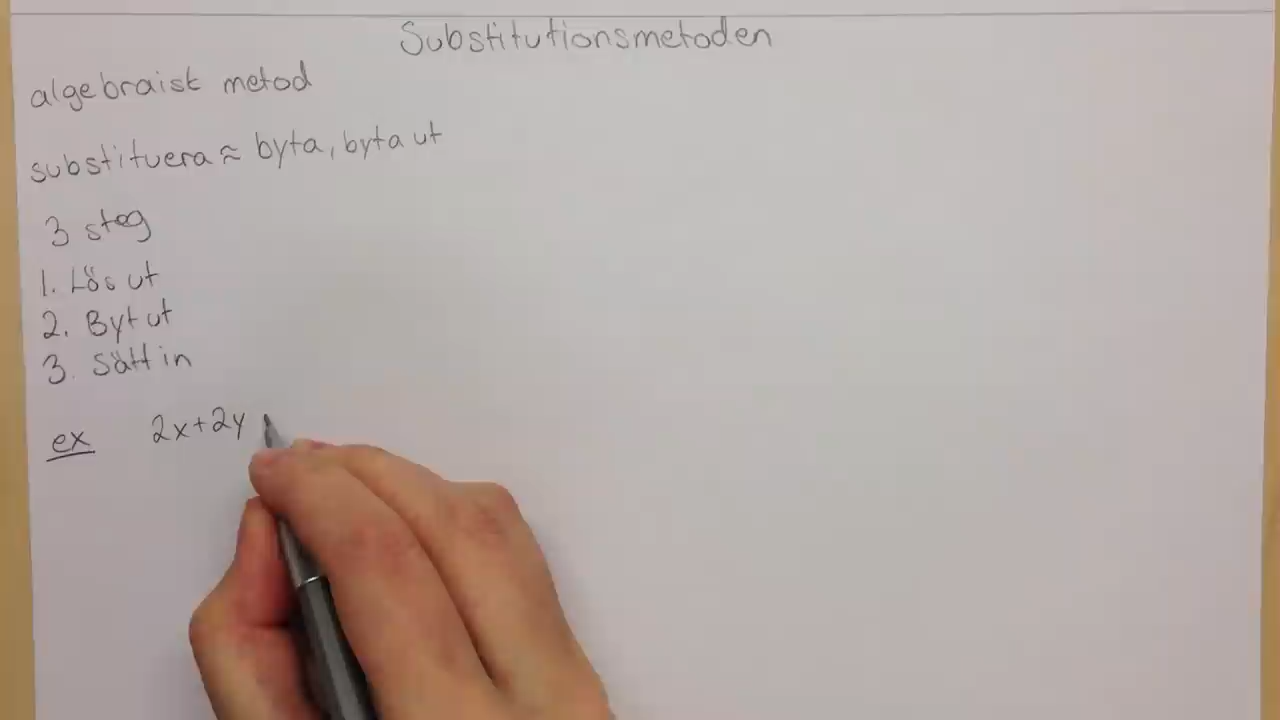 Substitutionsmetoden
algebraisk metod
substituera ≈ byta, byta ut
3 steg
1. Lös ut
2. Byt ut
3. Sätt in
ex 2x+2y